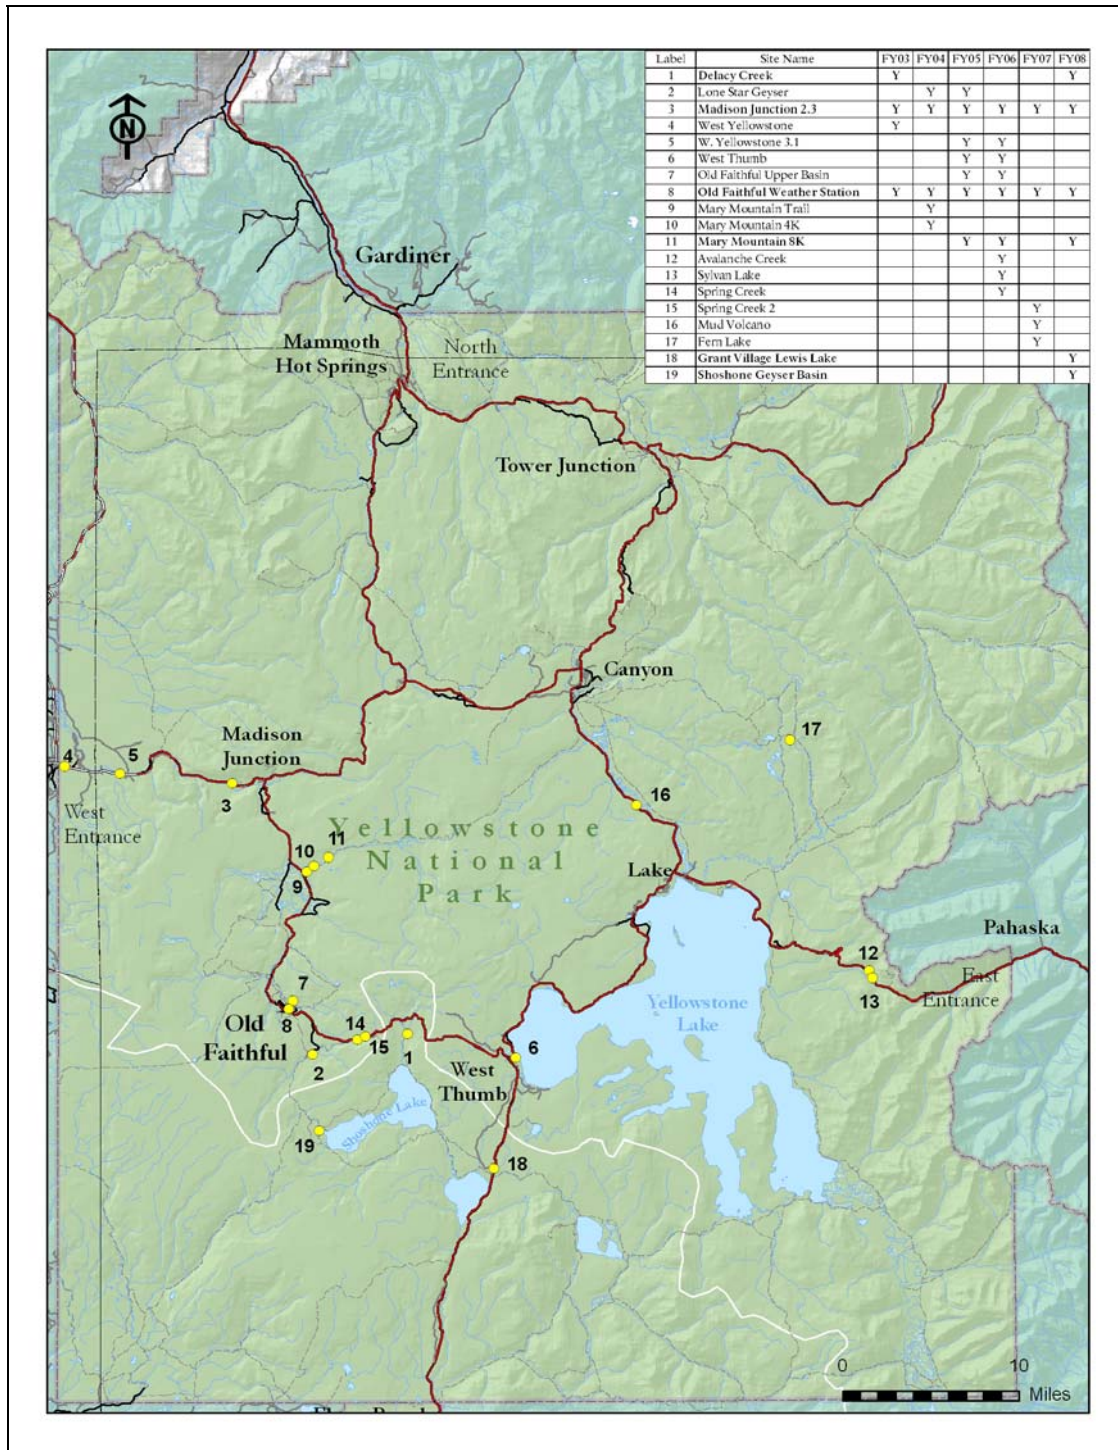 Label Site Name FY03 FY04 FY05 FY06 FY07 FY08
1 Delacy Creek Y Y
2 Lone Star Geyser Y Y
3 Madison Junction 2.3 Y Y Y Y Y Y
4 West Yellowstone Y
5 W. Yellowstone 3.1 Y Y
6 West Thumb Y Y
7 Old Faithful Upper Basin Y Y
8 Old Faithful Weather Station Y Y Y Y Y Y
9 Mary Mountain Trail Y
10 Mary Mountain 4K Y
11 Mary Mountain 8K Y Y Y
12 Avalanche Creek Y
13 Sylvan Lake Y
14 Spring Creek Y
15 Spring Creek 2 Y
16 Mud Volcano Y
17 Fern Lake Y
18 Grant Village Lewis Lake Y
19 Shoshone Geyser Basin Y
N
Gardiner
Mammoth
Hot Springs
North
Entrance
Tower Junction
Canyon
Madison
Junction
4
5
3
17
16
West
Entrance
10
11
9
Yellowstone
National
Park
Lake
Pahaska
12
13
East
Entrance
7
8
Old
Faithful
14
15
1
2
6
West
Thumb
Yellowstone
Lake
Shoshone Lake
19
18
0 10
Miles